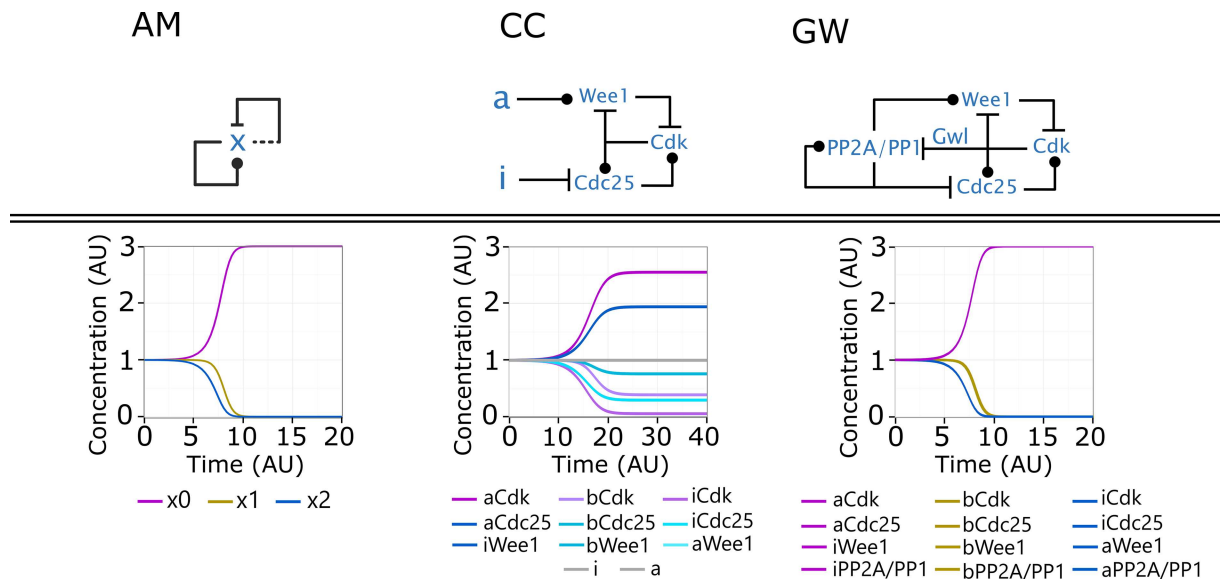 AM CC GW
a Wee1 Wee1
X Cdk PP2A/PP1 Gwl Cdk
i Cdc25 Cdc25
Concentration (AU) Concentration (AU) Concentration (AU)
3 3 3
2 2 2
1 1 1
0 0 0
0 5 10 15 20 0 10 20 30 40 0 5 10 15 20
Time (AU) Time (AU) Time (AU)
x0 x1 x2
aCdk bCdk iCdk
aCdc25 bCdc25 iCdc25
iWee1 bWee1 aWee1
i a
aCdk bCdk iCdk
aCdc25 bCdc25 iCdc25
iWee1 bWee1 aWee1
iPP2A/PP1 bPP2A/PP1 aPP2A/PP1